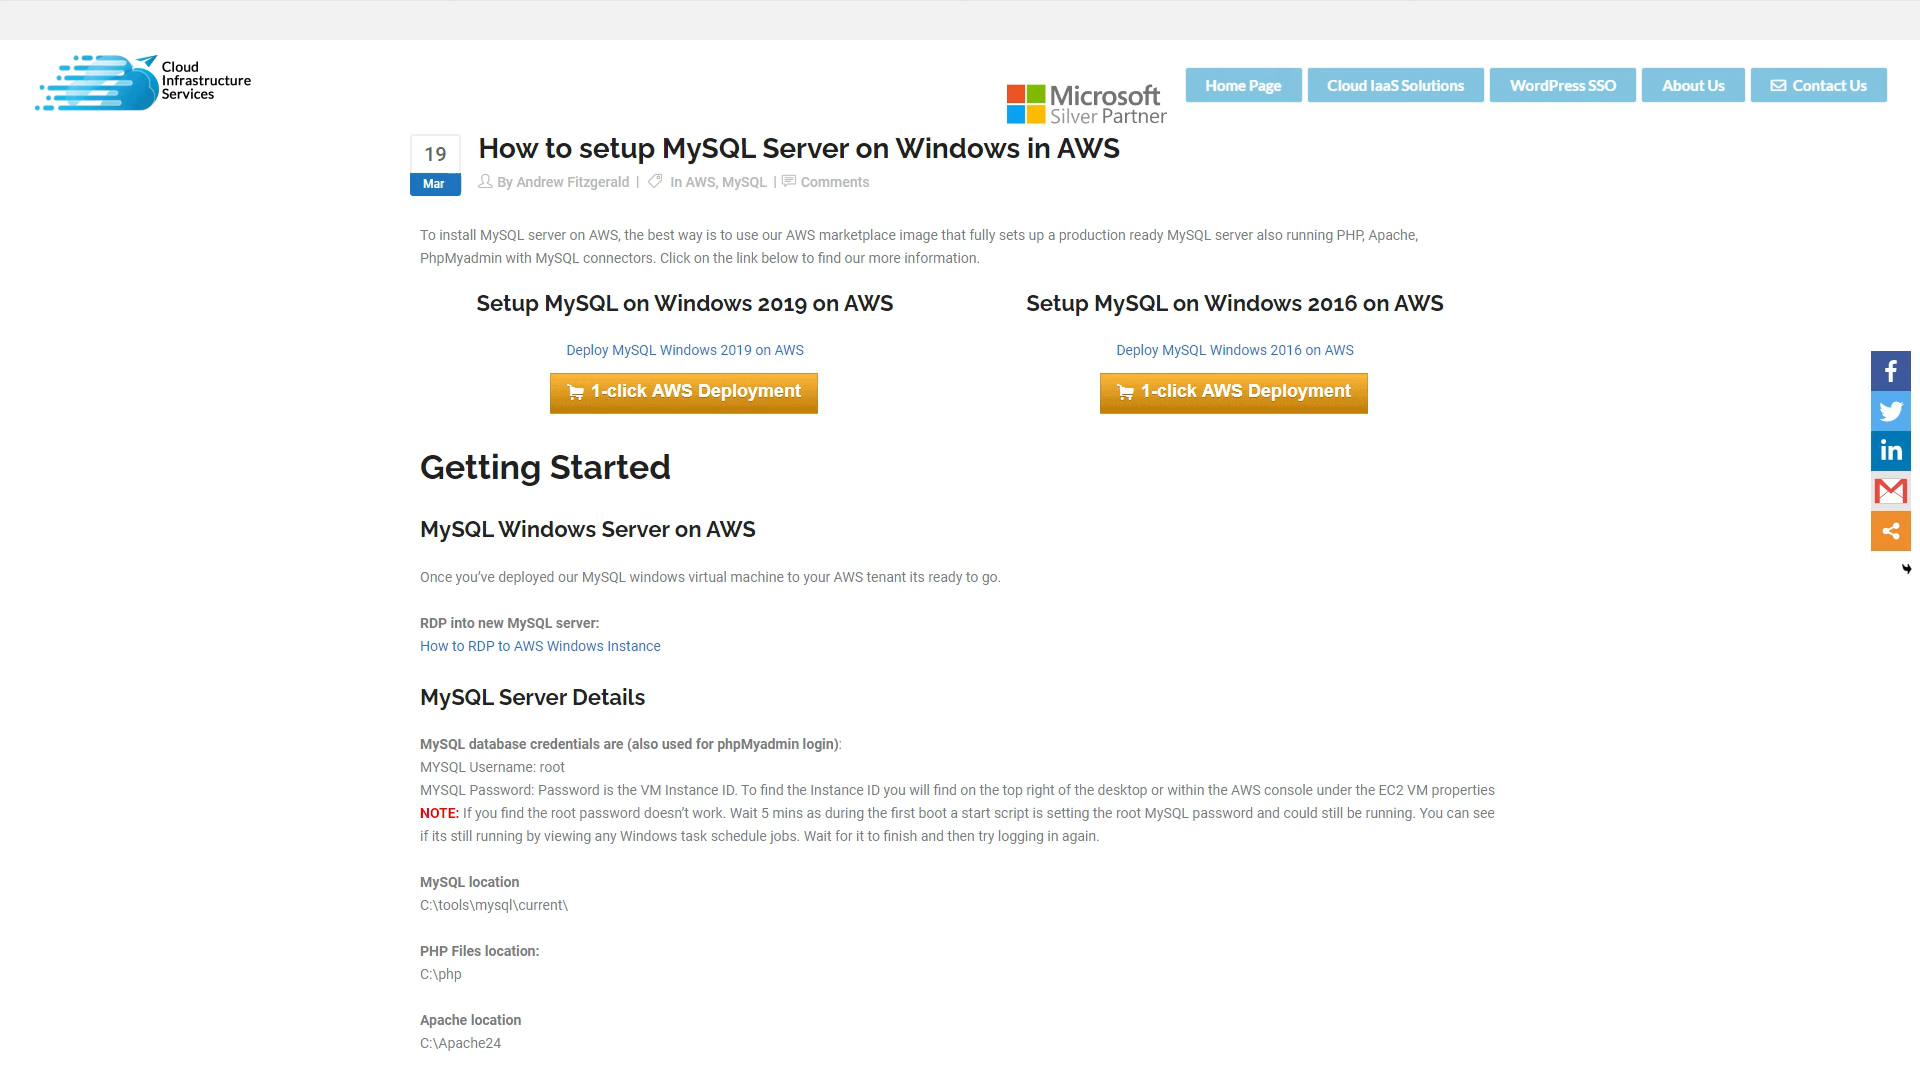 Cloud
Infrastructure
Services
Microsoft
Silver Partner
Home Page
Cloud IaaS Solutions
WordPress SSO
About Us
Contact Us
19
Mar
How to setup MySQL Server on Windows in AWS
By Andrew Fitzgerald | In AWS, MySQL | Comments
To install MySQL server on AWS, the best way is to use our AWS marketplace image that fully sets up a production ready MySQL server also running PHP, Apache,
PhpMyadmin with MySQL connectors. Click on the link below to find our more information.
Setup MySQL on Windows 2019 on AWS
Deploy MySQL Windows 2019 on AWS
1-click AWS Deployment
Setup MySQL on Windows 2016 on AWS
Deploy MySQL Windows 2016 on AWS
1-click AWS Deployment
Getting Started
MySQL Windows Server on AWS
Once you’ve deployed our MySQL windows virtual machine to your AWS tenant its ready to go.
RDP into new MySQL server:
How to RDP to AWS Windows Instance
MySQL Server Details
MySQL database credentials are (also used for phpMyadmin login):
MYSQL Username: root
MYSQL Password: Password is the VM Instance ID. To find the Instance ID you will find on the top right of the desktop or within the AWS console under the EC2 VM properties
NOTE: If you find the root password doesn’t work. Wait 5 mins as during the first boot a start script is setting the root MySQL password and could still be running. You can see
if its still running by viewing any Windows task schedule jobs. Wait for it to finish and then try logging in again.
MySQL location
C:\tools\mysql\current\
PHP Files location:
C:\php
Apache location
C:\Apache24